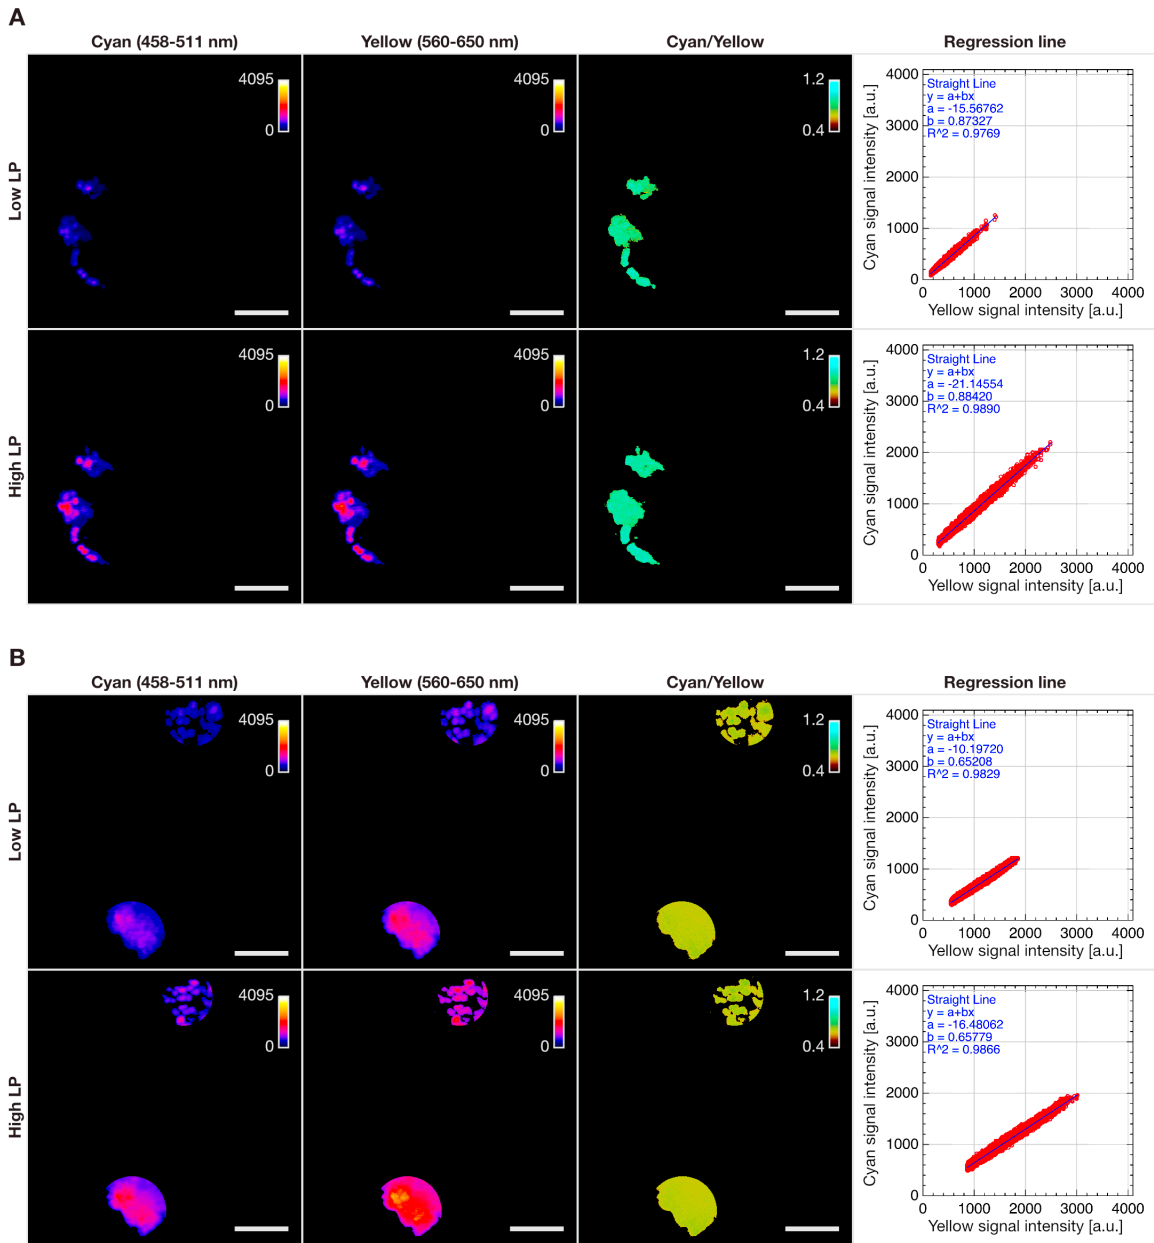 A
Cyan (458-511 nm) Yellow (560-650 nm) Cyan/Yellow Regression line
Low LP
4095
0
4095
0
1.2
0.4
4000
3000
2000
1000
0
Cyan signal intensity [a.u.]
Straight Line
y = a+bx
a = -15.56762
b = 0.87327
R^2 = 0.9769
0 1000 2000 3000 4000
Yellow signal intensity [a.u.]
High LP
4095
0
4095
0
1.2
0.4
4000
3000
2000
1000
0
Cyan signal intensity [a.u.]
Straight Line
y = a+bx
a = -21.14554
b = 0.88420
R^2 = 0.9890
0 1000 2000 3000 4000
Yellow signal intensity [a.u.]
B
Cyan (458-511 nm) Yellow (560-650 nm) Cyan/Yellow Regression line
Low LP
4095
0
4095
0
1.2
0.4
4000
3000
2000
1000
0
Cyan signal intensity [a.u.]
Straight Line
y = a+bx
a = -10.19720
b = 0.65208
R^2 = 0.9829
0 1000 2000 3000 4000
Yellow signal intensity [a.u.]
High LP
4095
0
4095
0
1.2
0.4
4000
3000
2000
1000
0
Cyan signal intensity [a.u.]
Straight Line
y = a+bx
a = -16.48062
b = 0.65779
R^2 = 0.9866
0 1000 2000 3000 4000
Yellow signal intensity [a.u.]